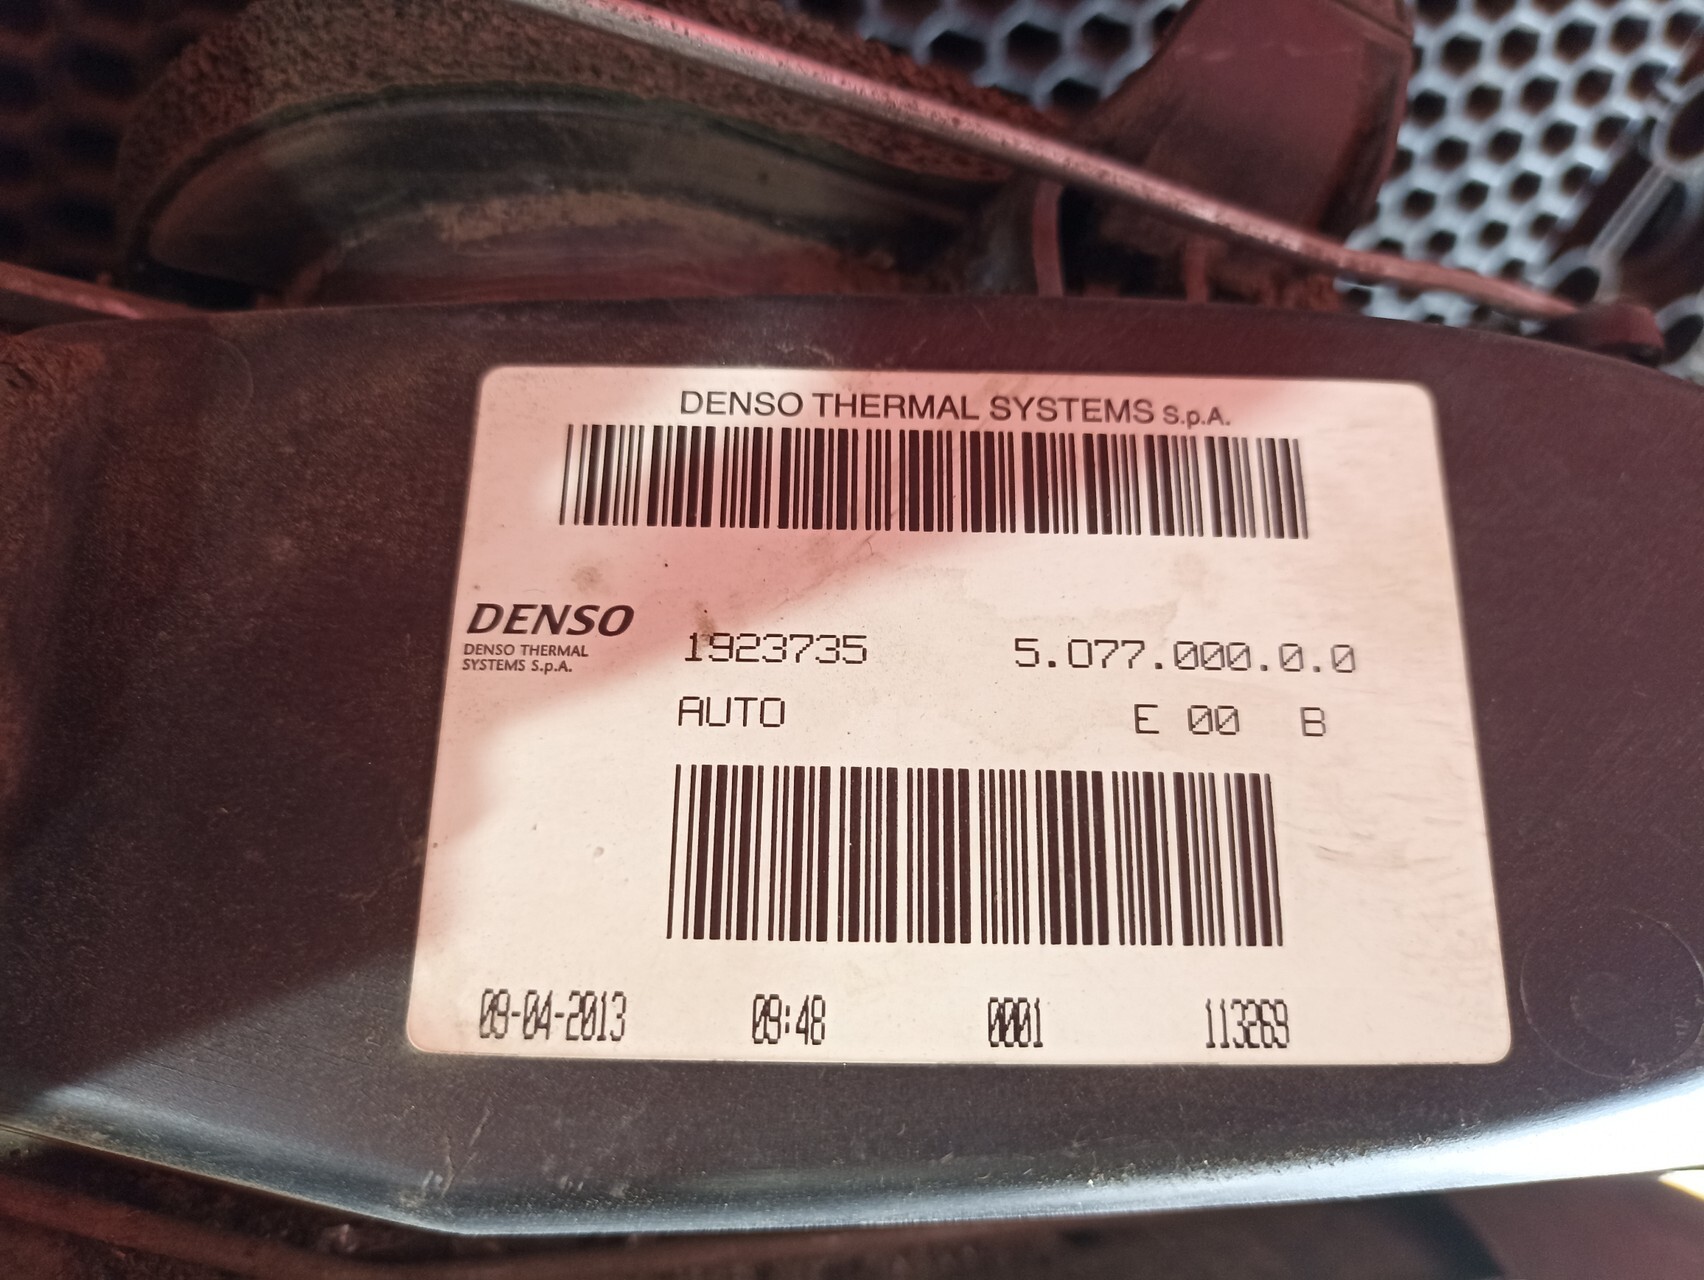 DENSO THERMAL SYSTEMS S.p.A.
DENSO
DENSO THERMAL
SYSTEMS S.p.A.
1923735 5.077.000.0.0
AUTO E 00 B
09-04-2013 09:48 0001 113269